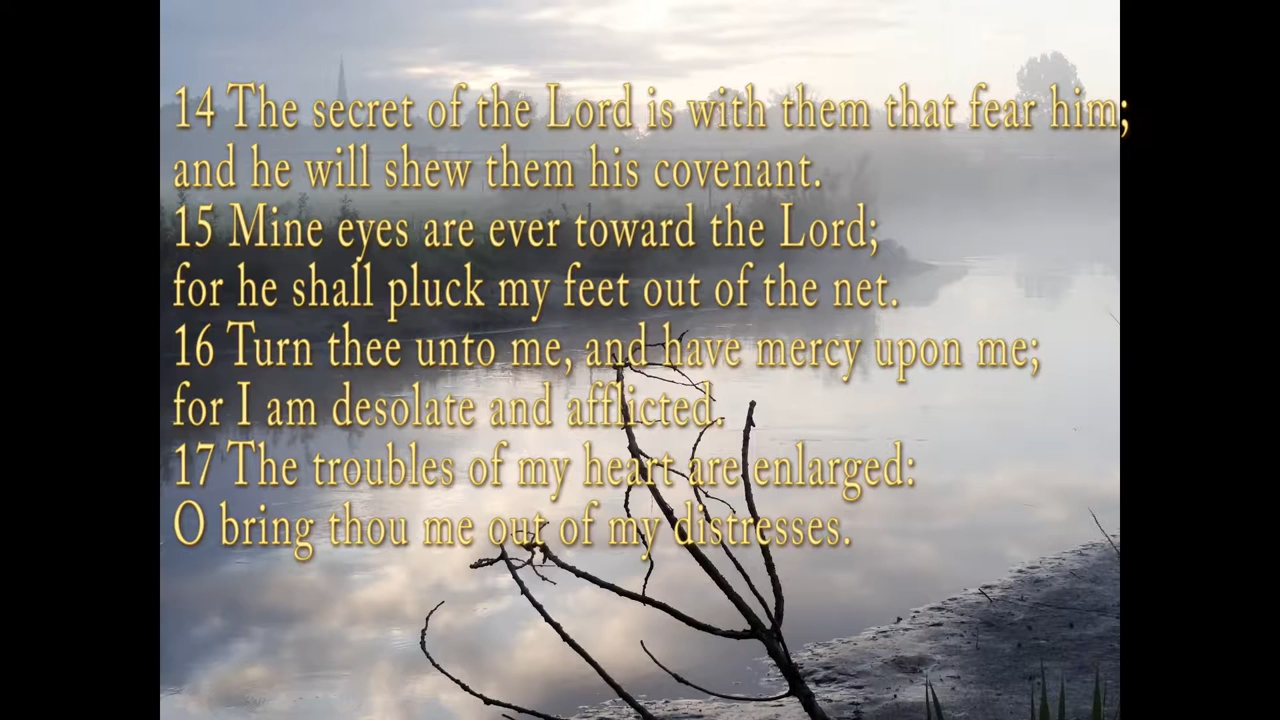 14 The secret of the Lord is with them that fear him;
and he will shew them his covenant.
15 Mine eyes are ever toward the Lord;
for he shall pluck my feet out of the net.
16 Turn thee unto me, and have mercy upon me;
for I am desolate and afflicted.
17 The troubles of my heart are enlarged:
O bring thou me out of my distresses.